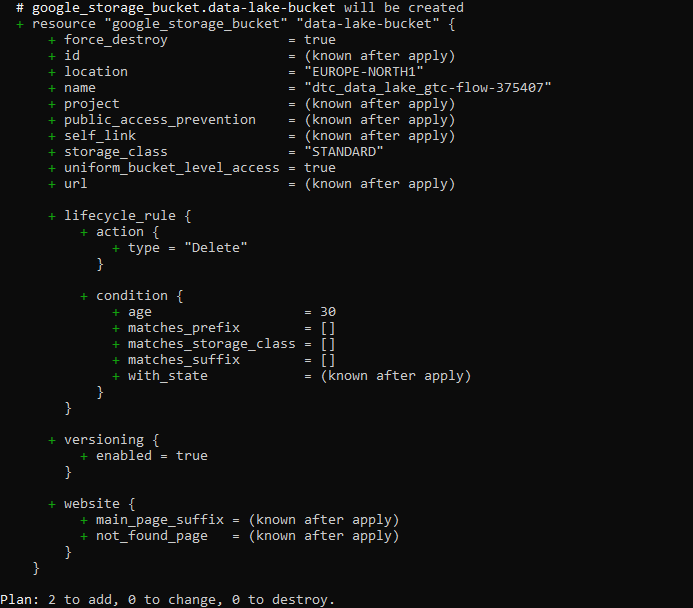 # google_storage_bucket.data-lake-bucket will be created
+ resource "google_storage_bucket" "data-lake-bucket" {
+ force_destroy = true
+ id = (known after apply)
+ location = "EUROPE-NORTH1"
+ name = "dtc_data_lake_gtc-flow-375407"
+ project = (known after apply)
+ public_access_prevention = (known after apply)
+ self_link = (known after apply)
+ storage_class = "STANDARD"
+ uniform_bucket_level_access = true
+ url = (known after apply)
+ lifecycle_rule {
+ action {
+ type = "Delete"
}
+ condition {
+ age = 30
+ matches_prefix = []
+ matches_storage_class = []
+ matches_suffix = []
+ with_state = (known after apply)
}
}
+ versioning {
+ enabled = true
}
+ website {
+ main_page_suffix = (known after apply)
+ not_found_page = (known after apply)
}
}
Plan: 2 to add, 0 to change, 0 to destroy.